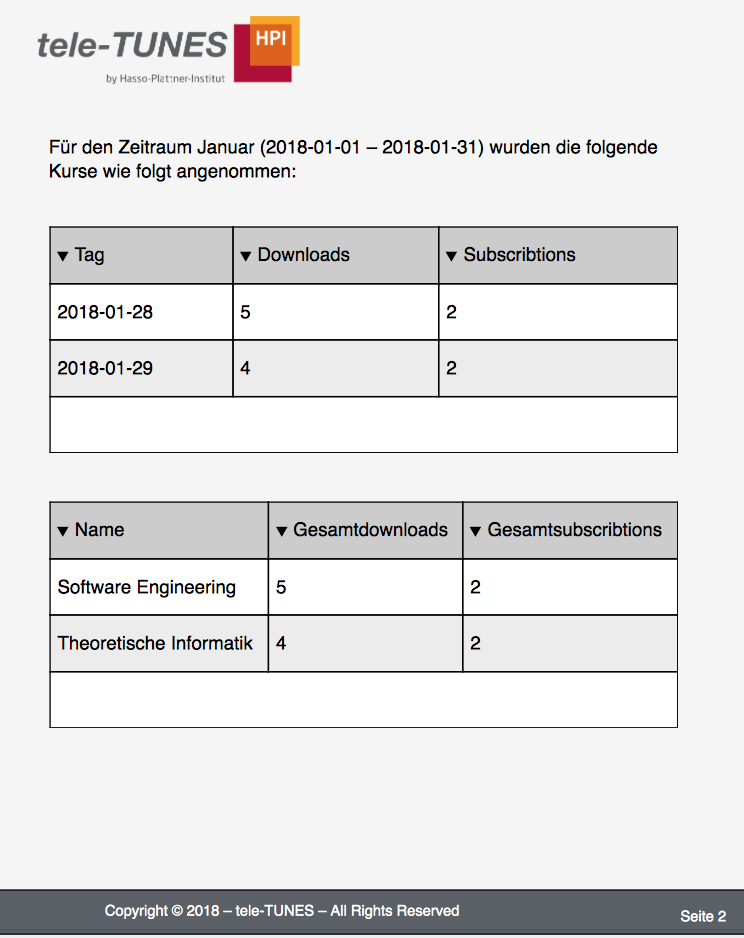 tele-TUNES HPI
by Hasso-Plattner-Institut
Für den Zeitraum Januar (2018-01-01 – 2018-01-31) wurden die folgende
Kurse wie folgt angenommen:
▼ Tag ▼ Downloads ▼ Subscribtions
2018-01-28 5 2
2018-01-29 4 2
▼ Name ▼ Gesamtdownloads ▼ Gesamtsubscribtions
Software Engineering 5 2
Theoretische Informatik 4 2
Copyright © 2018 – tele-TUNES – All Rights Reserved
Seite 2